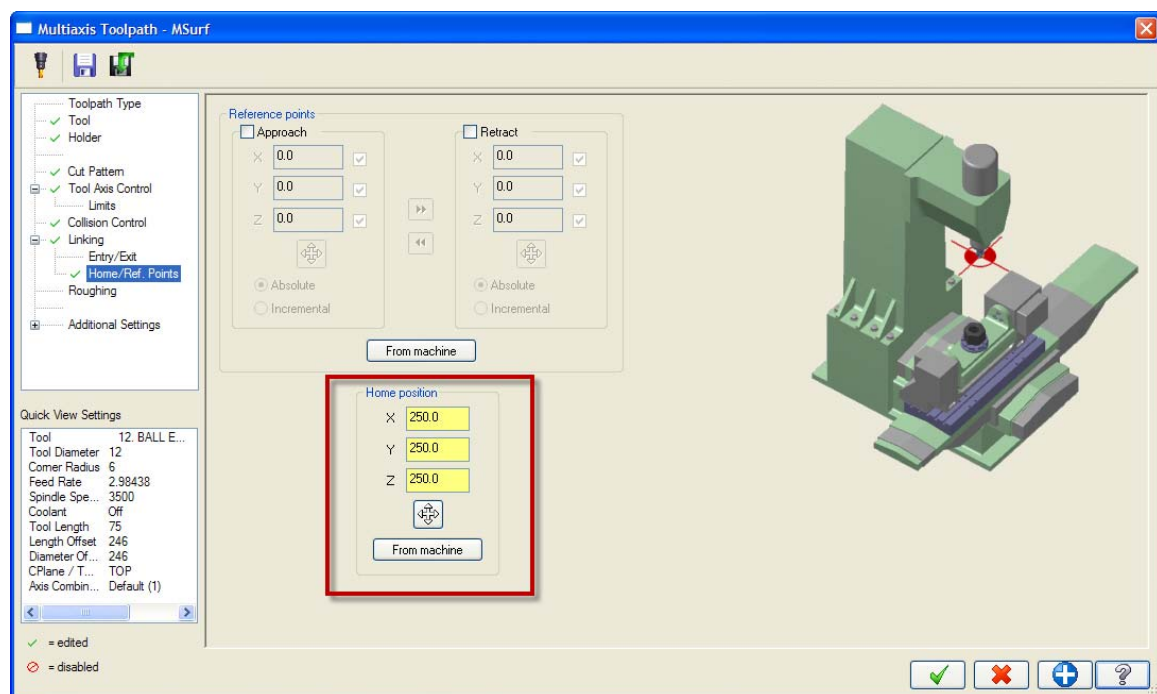 Multiaxis Toolpath - MSurf
Toolpath Type
Tool
Holder
Cut Pattern
Tool Axis Control
Limits
Collision Control
Linking
Entry/Exit
Home/Ref. Points
Roughing
Additional Settings
Quick View Settings
Tool 12. BALL E...
Tool Diameter 12
Corner Radius 6
Feed Rate 2.98438
Spindle Spe... 3500
Coolant Off
Tool Length 75
Length Offset 246
Diameter Of... 246
CPlane / T... TOP
Axis Combin... Default (1)
= edited
= disabled
Reference points
Approach
X 0.0
Y 0.0
Z 0.0
Absolute
Incremental
Retract
X 0.0
Y 0.0
Z 0.0
Absolute
Incremental
From machine
Home position
X 250.0
Y 250.0
Z 250.0
From machine